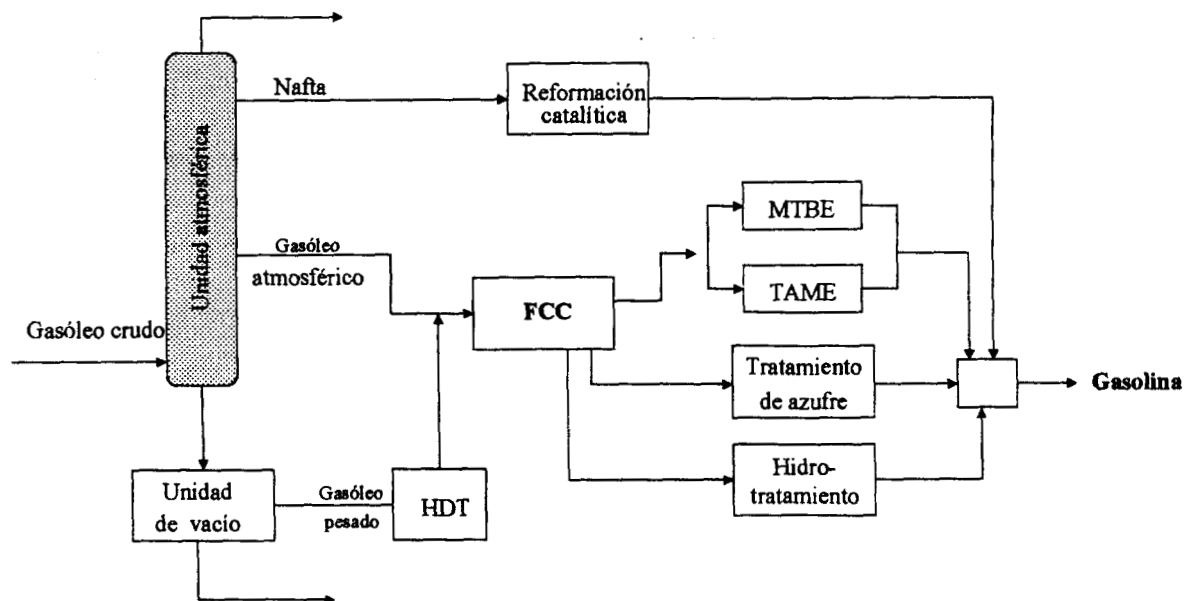 Nafta
Reformación
catalítica
Unidad atmosférica
MTBE
Gasóleo
atmosférico
TAME
FCC
Gasóleo crudo
Tratamiento
de azufre
Gasolina
Unidad
de vacío
Gasóleo
pesado
HDT
Hidro-
tratamiento